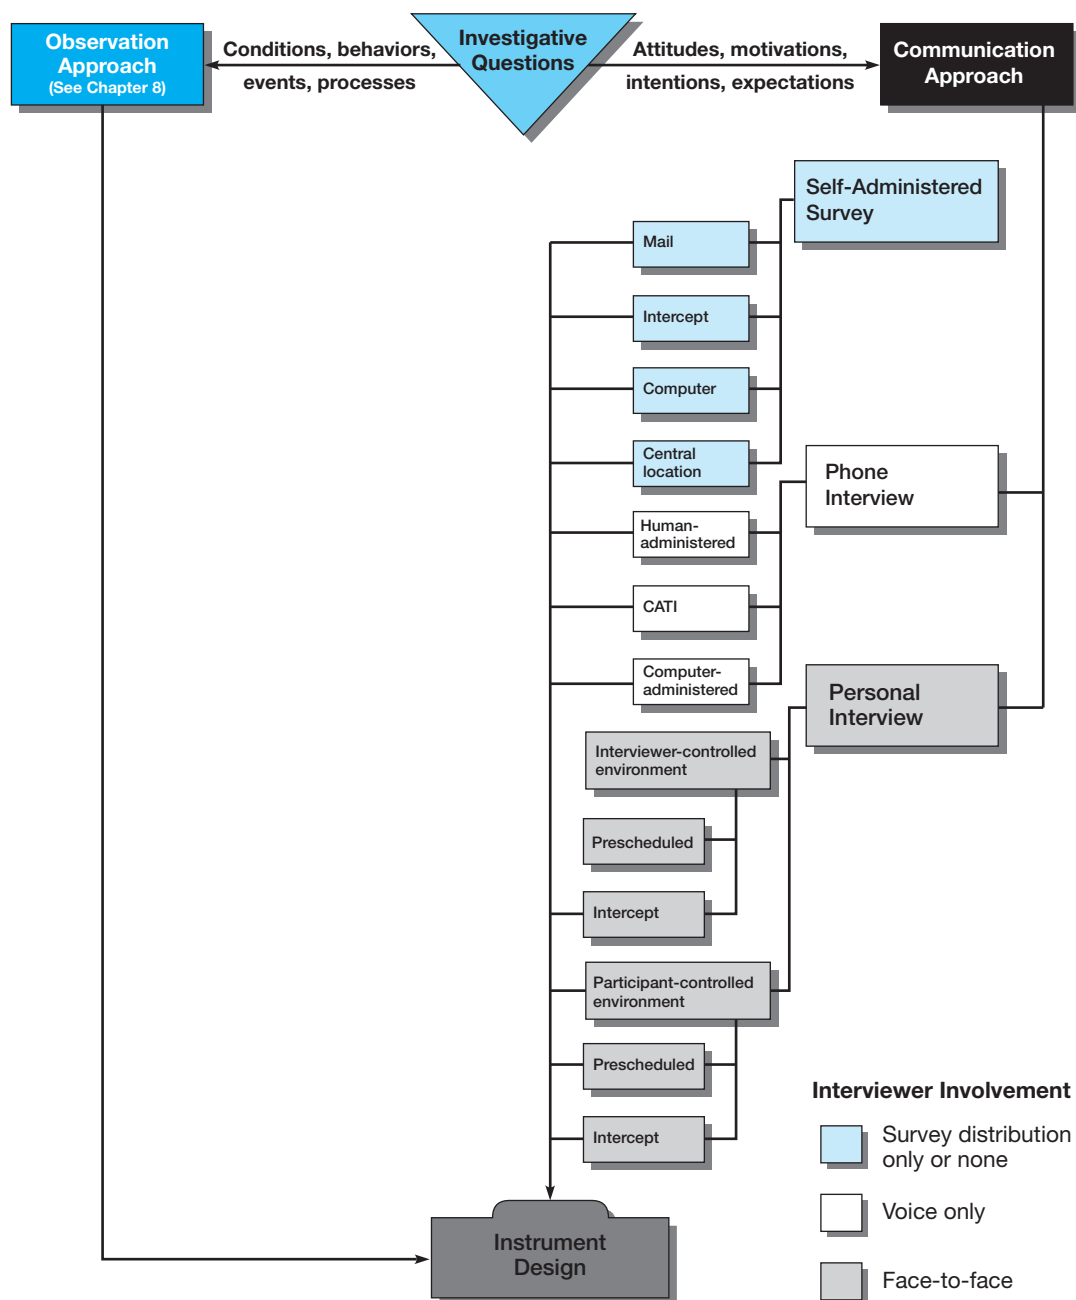 Observation
Approach
(See Chapter 8)
Conditions, behaviors,
events, processes
Investigative
Questions
Attitudes, motivations,
intentions, expectations
Communication
Approach
Self-Administered
Survey
Mail
Intercept
Computer
Central
location
Phone
Interview
Human-
administered
CATI
Computer-
administered
Personal
Interview
Interviewer-controlled
environment
Prescheduled
Intercept
Participant-controlled
environment
Prescheduled
Intercept
Instrument
Design
Interviewer Involvement
Survey distribution
only or none
Voice only
Face-to-face